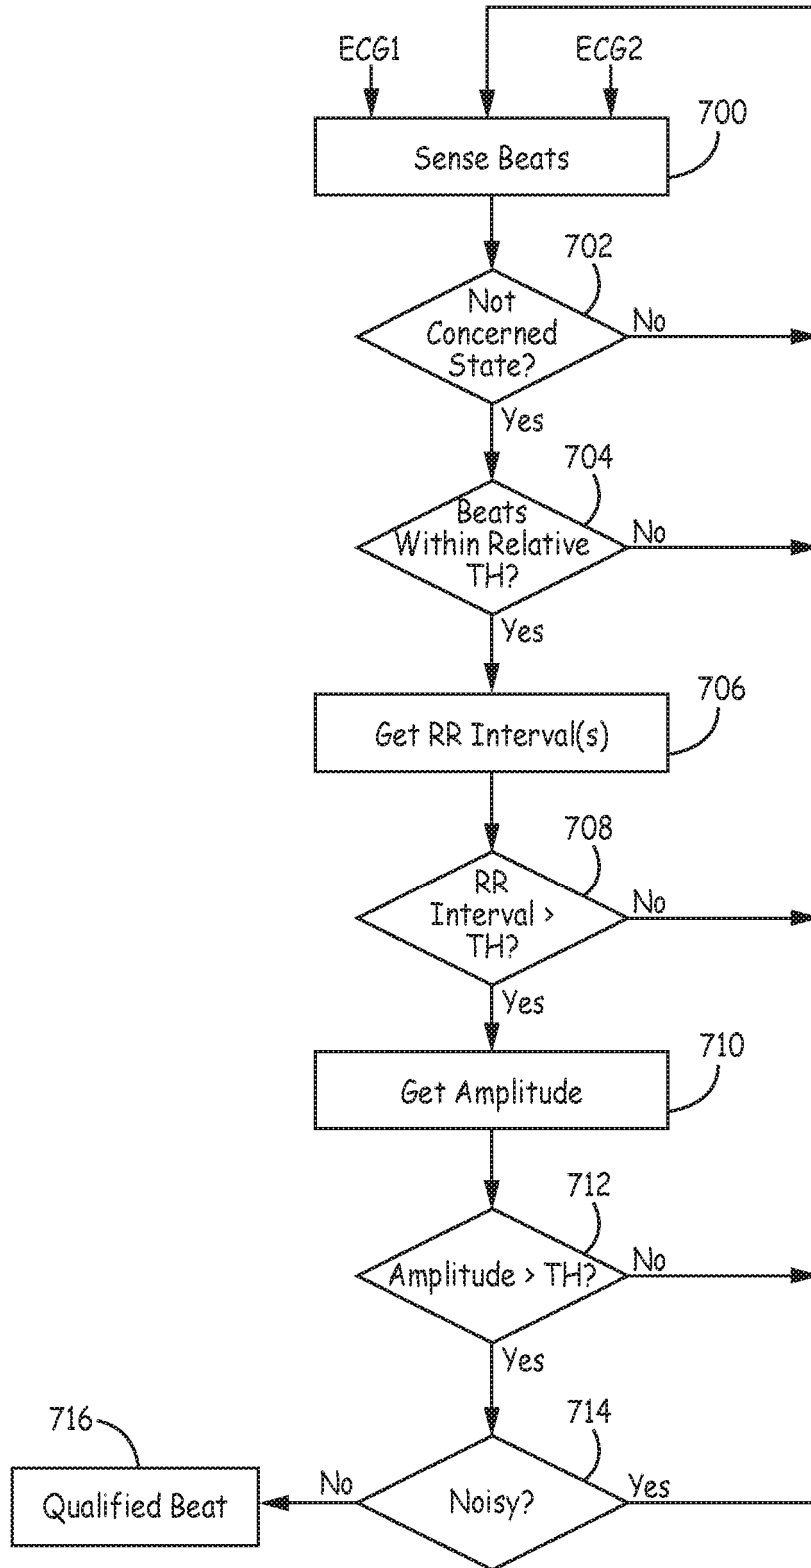 ECG1
ECG2
700
Sense Beats
702
Not
Concerned
State?
No
Yes
704
Beats
Within Relative
TH?
No
Yes
706
Get RR Interval(s)
708
RR
Interval >
TH?
No
Yes
710
Get Amplitude
712
Amplitude > TH?
No
Yes
716
714
Qualified Beat
No
Noisy?
Yes